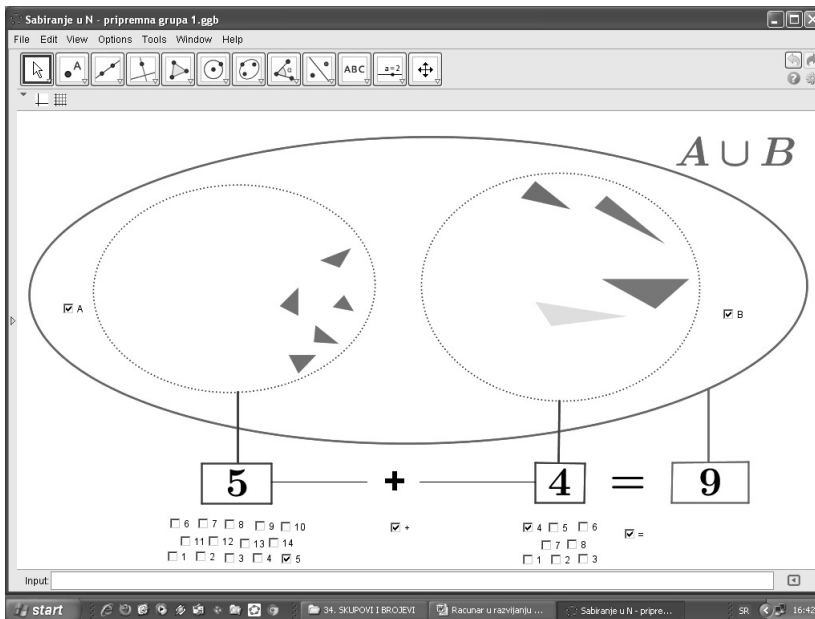 Sabiranje u N - pripremna grupa 1.ggb
File Edit View Options Tools Window Help
A ABC a=2
A ∪ B
A
B
5 + 4 = 9
6 7 8 9 10
11 12 13 14
1 2 3 4 5
+
4 5 6
7 8
1 2 3
=
Input:
start 34. SKUPOVI I BROJEVI Racunar u razvijanju ... Sabiranje u N - pripre... SR 16:42